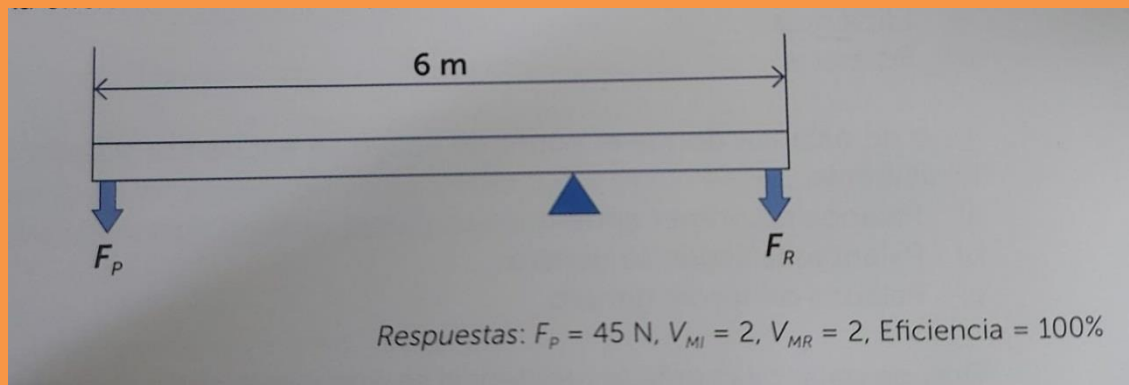 6 m
F_P
F_R
Respuestas: F_P = 45 N, V_MI = 2, V_MR = 2, Eficiencia = 100%